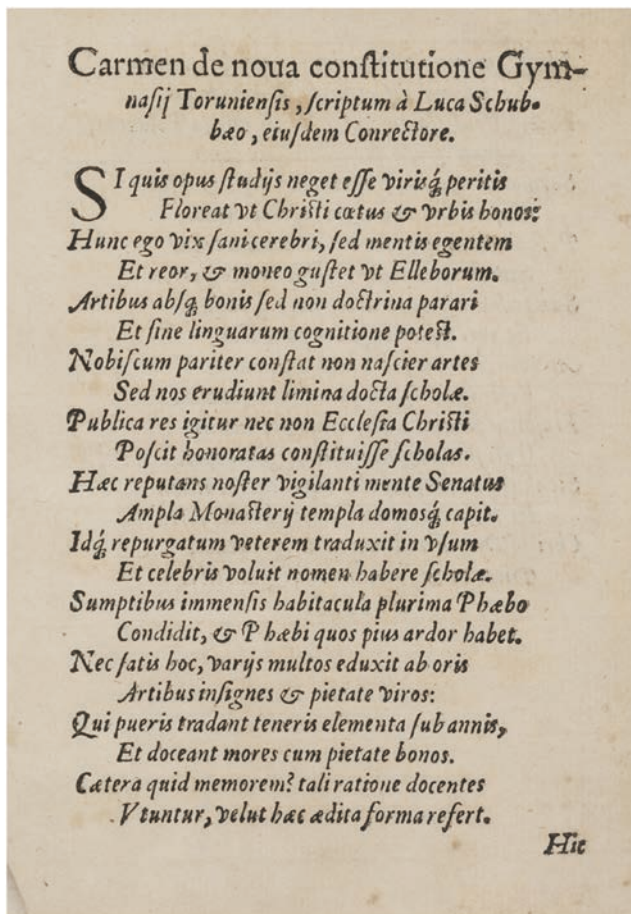 Carmen de noua conſtitutione Gym-
naſij Torunienſis, ſcriptum à Luca Schub-
bæo, eiuſdem Conrectore.
SI quis opus ſtudijs neget eſſe virisq́; peritis
Floreat vt Chriſti cœtus & vrbis honos:
Hunc ego vix ſani cerebri, ſed mentis egentem
Et reor, & moneo guſtet vt Elleborum.
Artibus abſq́; bonis ſed non doctrina parari
Et ſine linguarum cognitione poteſt.
Nobiſcum pariter conſtat non naſcier artes
Sed nos erudiunt limina docta ſcholæ.
Publica res igitur nec non Eccleſia Chriſti
Poſcit honoratas conſtituiſſe ſcholas.
Hæc reputans noſter vigilanti mente Senatus
Ampla Monaſterij templa domosq́; capit.
Idq́; repurgatum veterem traduxit in vſum
Et celebris voluit nomen habere ſcholæ.
Sumptibus immenſis habitacula plurima Phæbo
Condidit, & Phæbi quos pius ardor habet.
Nec ſatis hoc, varijs multos eduxit ab oris
Artibus inſignes & pietate viros:
Qui pueris tradant teneris elementa ſub annis,
Et doceant mores cum pietate bonos.
Cætera quid memorem? tali ratione docentes
Vtuntur, velut hæc ædita forma refert.
Hic